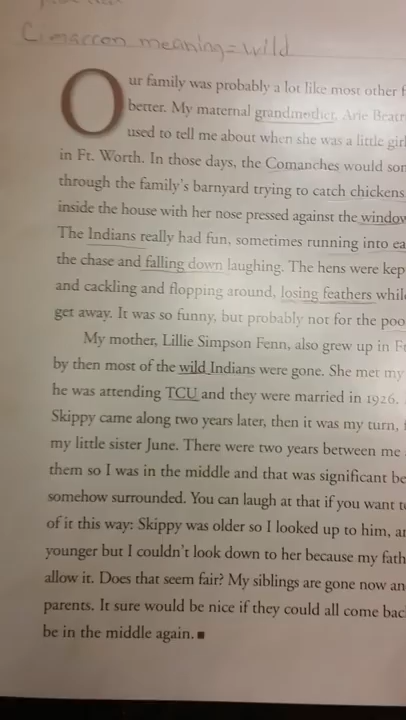 Cimarron meaning = wild
Our family was probably a lot like most other
better. My maternal grandmother, Arie Beatr
used to tell me about when she was a little girl
in Ft. Worth. In those days, the Comanches would som
through the family's barnyard trying to catch chickens
inside the house with her nose pressed against the window
The Indians really had fun, sometimes running into ea
the chase and falling down laughing. The hens were kep
and cackling and flopping around, losing feathers while
get away. It was so funny, but probably not for the poo
My mother, Lillie Simpson Fenn, also grew up in F
by then most of the wild Indians were gone. She met my
he was attending TCU and they were married in 1926.
Skippy came along two years later, then it was my turn,
my little sister June. There were two years between me
them so I was in the middle and that was significant be
somehow surrounded. You can laugh at that if you want t
of it this way: Skippy was older so I looked up to him, a
younger but I couldn't look down to her because my fath
allow it. Does that seem fair? My siblings are gone now an
parents. It sure would be nice if they could all come bac
be in the middle again. ■